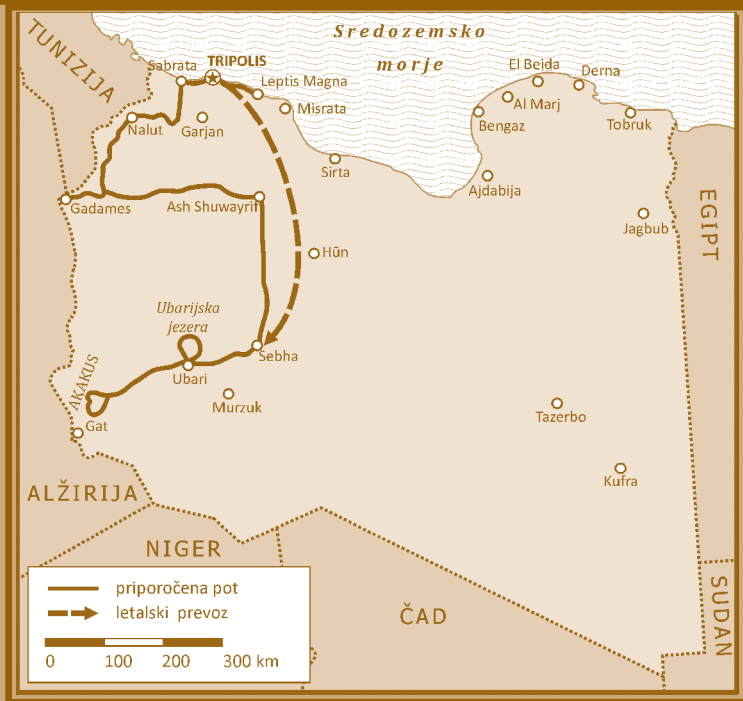 TUNIZIJA
Sredozemsko
morje
Sabrata
TRIPOLIS
Leptis Magna
Misrata
Nalut
Garjan
Sirta
El Beida
Derna
Al Marj
Bengaz
Tobruk
Ajdabija
Gadames
Ash Shuwayrif
Jagbub
EGIPT
Hūn
Ubarijska
jezera
Sebha
Ubari
AKAKUS
Murzuk
Gat
Tazerbo
Kufra
ALŽIRIJA
NIGER
ČAD
SUDAN
priporočena pot
letalski prevoz
0 100 200 300 km